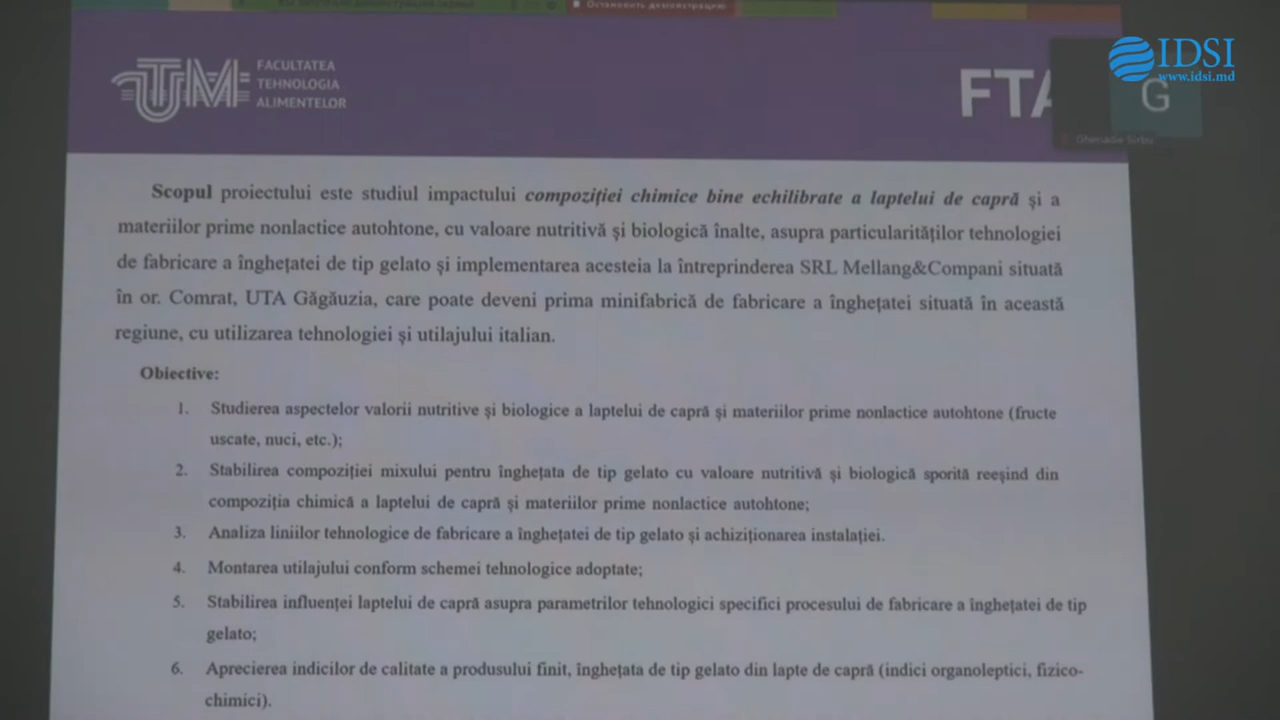 Остановить демонстрацию
IDSI
www.idsi.md
UTM
FACULTATEA
TEHNOLOGIA
ALIMENTELOR
FTA
G
Ghenadie Sirbu
Scopul proiectului este studiul impactului compoziției chimice bine echilibrate a laptelui de capră și a
materiilor prime nonlactice autohtone, cu valoare nutritivă și biologică înalte, asupra particularităților tehnologiei
de fabricare a înghețatei de tip gelato și implementarea acesteia la întreprinderea SRL Mellang&Compani situată
în or. Comrat, UTA Găgăuzia, care poate deveni prima minifabrică de fabricare a înghețatei situată în această
regiune, cu utilizarea tehnologiei și utilajului italian.
Obiective:
1. Studierea aspectelor valorii nutritive și biologice a laptelui de capră și materiilor prime nonlactice autohtone (fructe
uscate, nuci, etc.);
2. Stabilirea compoziției mixului pentru înghețata de tip gelato cu valoare nutritivă și biologică sporită reeșind din
compoziția chimică a laptelui de capră și materiilor prime nonlactice autohtone;
3. Analiza liniilor tehnologice de fabricare a înghețatei de tip gelato și achiziționarea instalației.
4. Montarea utilajului conform schemei tehnologice adoptate;
5. Stabilirea influenței laptelui de capră asupra parametrilor tehnologici specifici procesului de fabricare a înghețatei de tip
gelato;
6. Aprecierea indicilor de calitate a produsului finit, înghețata de tip gelato din lapte de capră (indici organoleptici, fizico-
chimici).